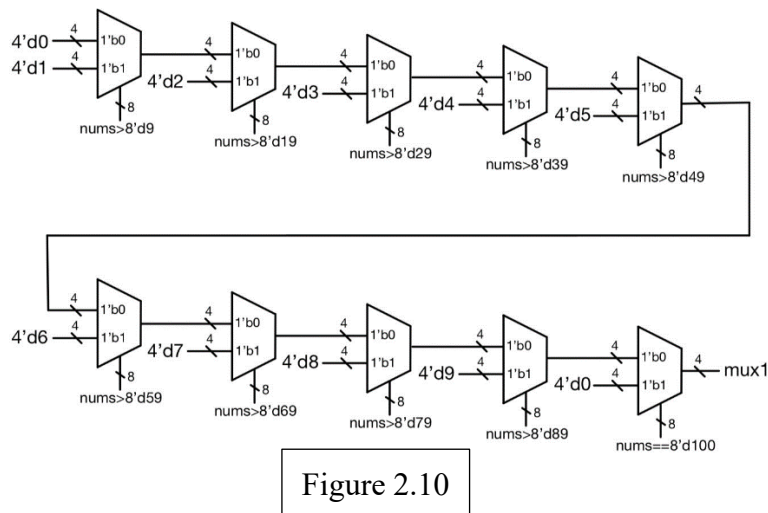 4 4 4 4 4
4'd0 1'b0 1'b0 1'b0 1'b0 1'b0 4
4'd1 4 1'b1 4'd2 4 1'b1 4'd3 4 1'b1 4'd4 4 1'b1 4'd5 4 1'b1
8 8 8 8 8
nums>8'd9 nums>8'd19 nums>8'd29 nums>8'd39 nums>8'd49
4 4 4 4 4
1'b0 1'b0 1'b0 1'b0 1'b0 4
4'd6 4 1'b1 4'd7 4 1'b1 4'd8 4 1'b1 4'd9 4 1'b1 4'd0 4 1'b1 mux1
8 8 8 8 8
nums>8'd59 nums>8'd69 nums>8'd79 nums>8'd89 nums==8'd100
Figure 2.10